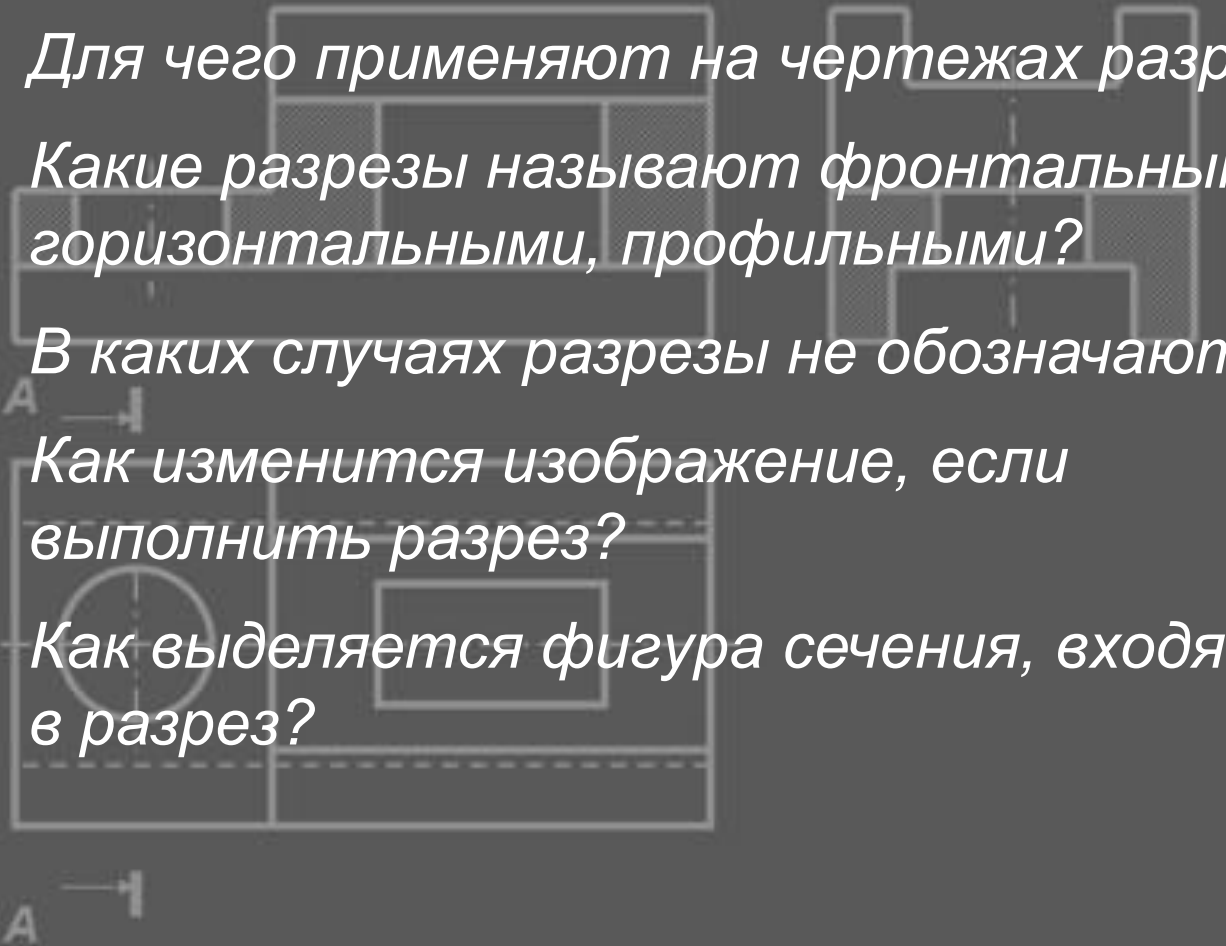 Для чего применяют на чертежах разр
Какие разрезы называют фронтальны
горизонтальными, профильными?
В каких случаях разрезы не обозначают
А
Как изменится изображение, если
выполнить разрез?
Как выделяется фигура сечения, входя
в разрез?
А